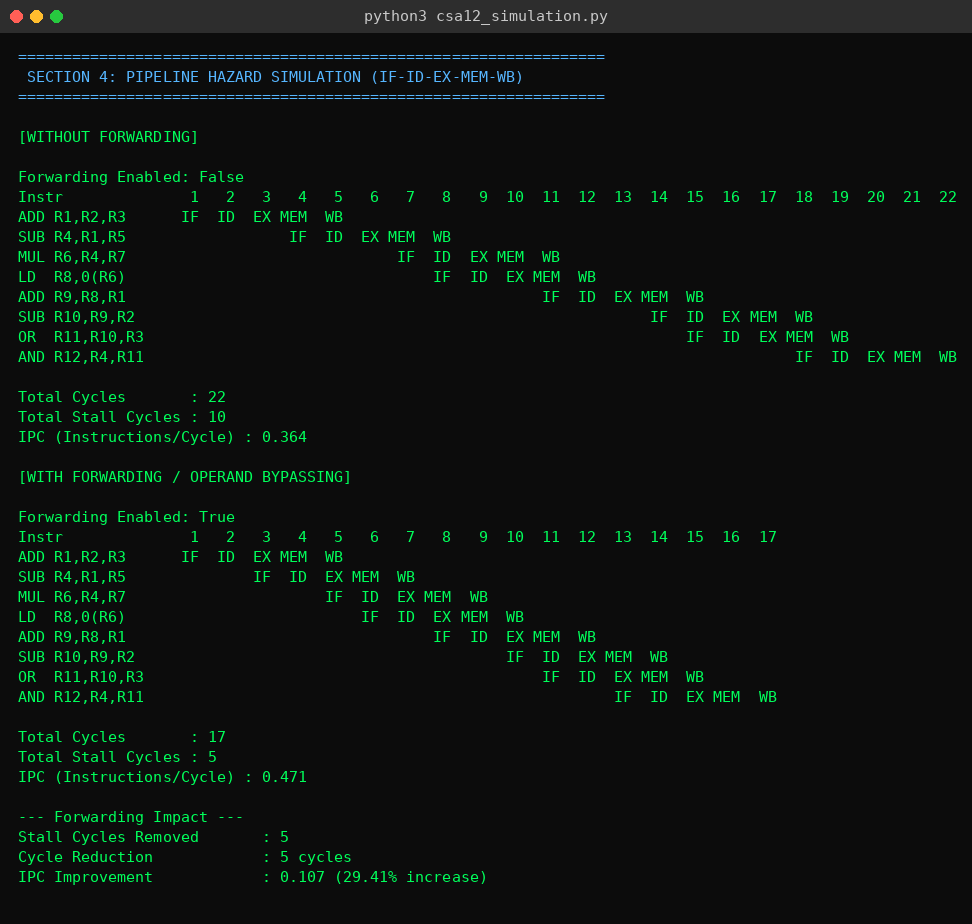 python3 csa12_simulation.py
=================================================================
 SECTION 4: PIPELINE HAZARD SIMULATION (IF-ID-EX-MEM-WB)
=================================================================
[WITHOUT FORWARDING]
Forwarding Enabled: False
Instr              1   2   3   4   5   6   7   8   9  10  11  12  13  14  15  16  17  18  19  20  21  22
ADD R1,R2,R3      IF  ID  EX MEM  WB
SUB R4,R1,R5                  IF  ID  EX MEM  WB
MUL R6,R4,R7                              IF  ID  EX MEM  WB
LD  R8,0(R6)                                  IF  ID  EX MEM  WB
ADD R9,R8,R1                                              IF  ID  EX MEM  WB
SUB R10,R9,R2                                                         IF  ID  EX MEM  WB
OR  R11,R10,R3                                                            IF  ID  EX MEM  WB
AND R12,R4,R11                                                                        IF  ID  EX MEM  WB
Total Cycles       : 22
Total Stall Cycles : 10
IPC (Instructions/Cycle) : 0.364
[WITH FORWARDING / OPERAND BYPASSING]
Forwarding Enabled: True
Instr              1   2   3   4   5   6   7   8   9  10  11  12  13  14  15  16  17
ADD R1,R2,R3      IF  ID  EX MEM  WB
SUB R4,R1,R5              IF  ID  EX MEM  WB
MUL R6,R4,R7                      IF  ID  EX MEM  WB
LD  R8,0(R6)                          IF  ID  EX MEM  WB
ADD R9,R8,R1                                  IF  ID  EX MEM  WB
SUB R10,R9,R2                                         IF  ID  EX MEM  WB
OR  R11,R10,R3                                            IF  ID  EX MEM  WB
AND R12,R4,R11                                                    IF  ID  EX MEM  WB
Total Cycles       : 17
Total Stall Cycles : 5
IPC (Instructions/Cycle) : 0.471
--- Forwarding Impact ---
Stall Cycles Removed       : 5
Cycle Reduction            : 5 cycles
IPC Improvement            : 0.107 (29.41% increase)